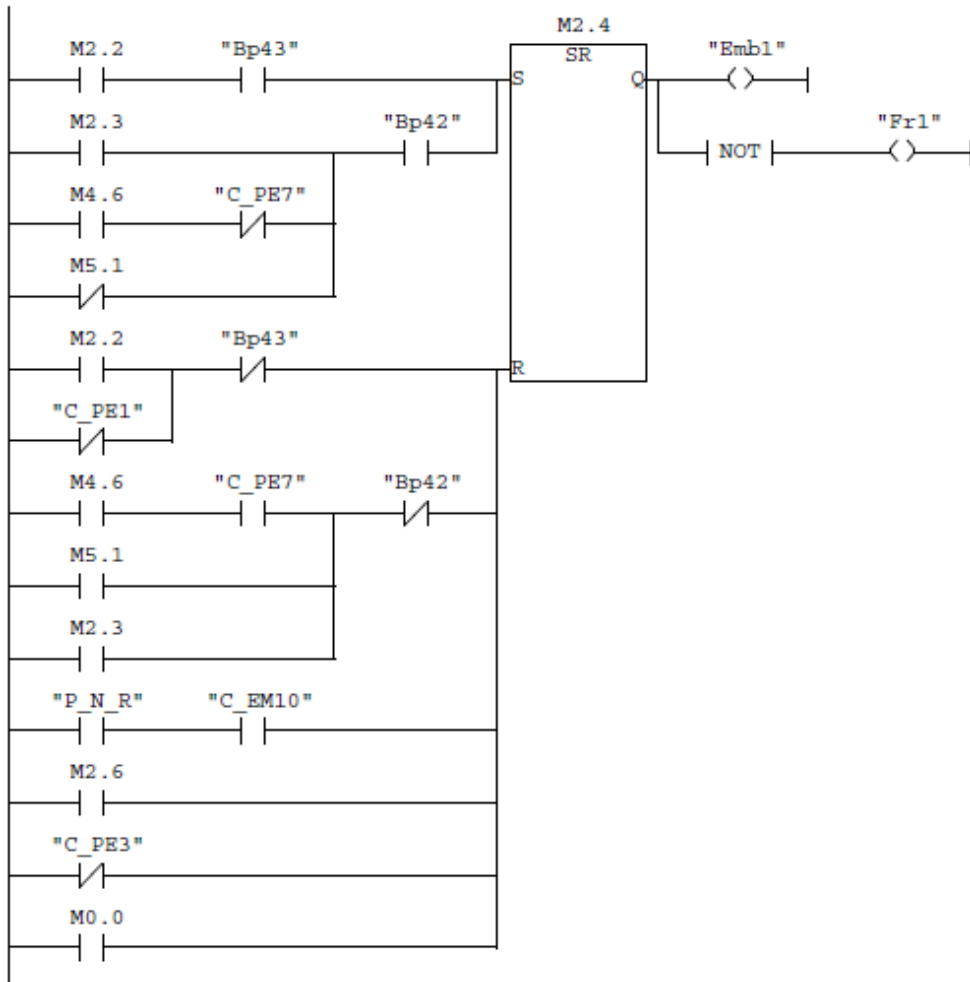 M2.4
M2.2 "Bp43" SR "Emb1"
S Q
M2.3 "Bp42" "Fr1"
NOT
M4.6 "C_PE7"
M5.1
M2.2 "Bp43"
R
"C_PE1"
M4.6 "C_PE7" "Bp42"
M5.1
M2.3
"P_N_R" "C_EM10"
M2.6
"C_PE3"
M0.0